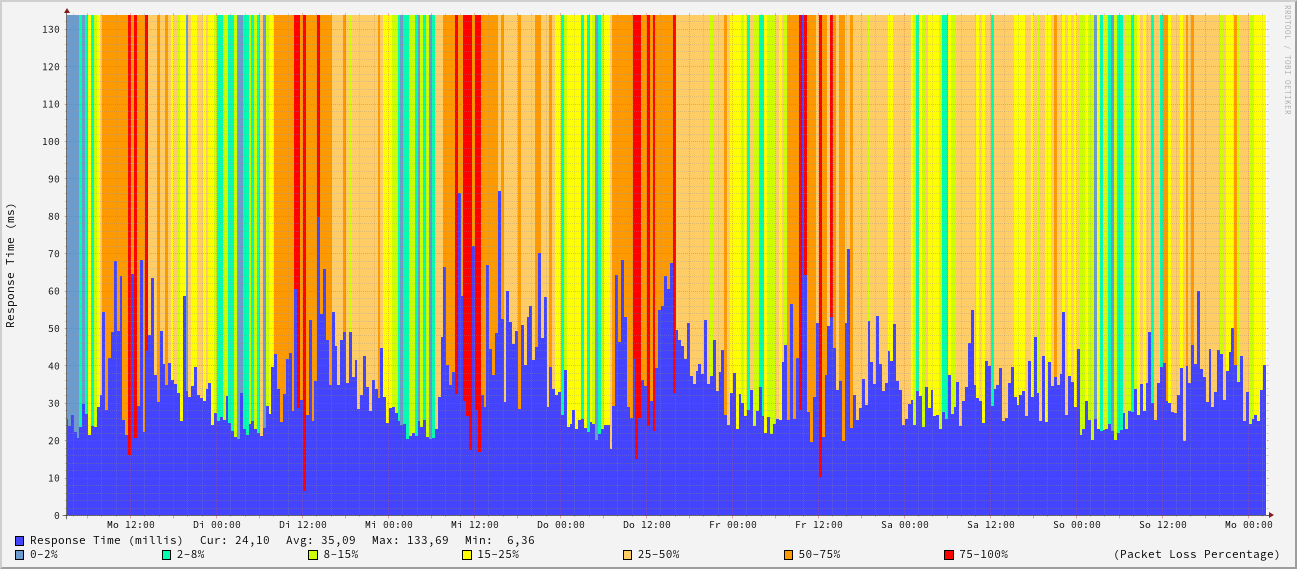 RRDTOOL / TOBI OETIKER
Response Time (ms)
130
120
110
100
90
80
70
60
50
40
30
20
10
0
Mo 12:00 Di 00:00 Di 12:00 Mi 00:00 Mi 12:00 Do 00:00 Do 12:00 Fr 00:00 Fr 12:00 Sa 00:00 Sa 12:00 So 00:00 So 12:00 Mo 00:00
Response Time (millis) Cur: 24,10 Avg: 35,09 Max: 133,69 Min: 6,36
0-2% 2-8% 8-15% 15-25% 25-50% 50-75% 75-100% (Packet Loss Percentage)